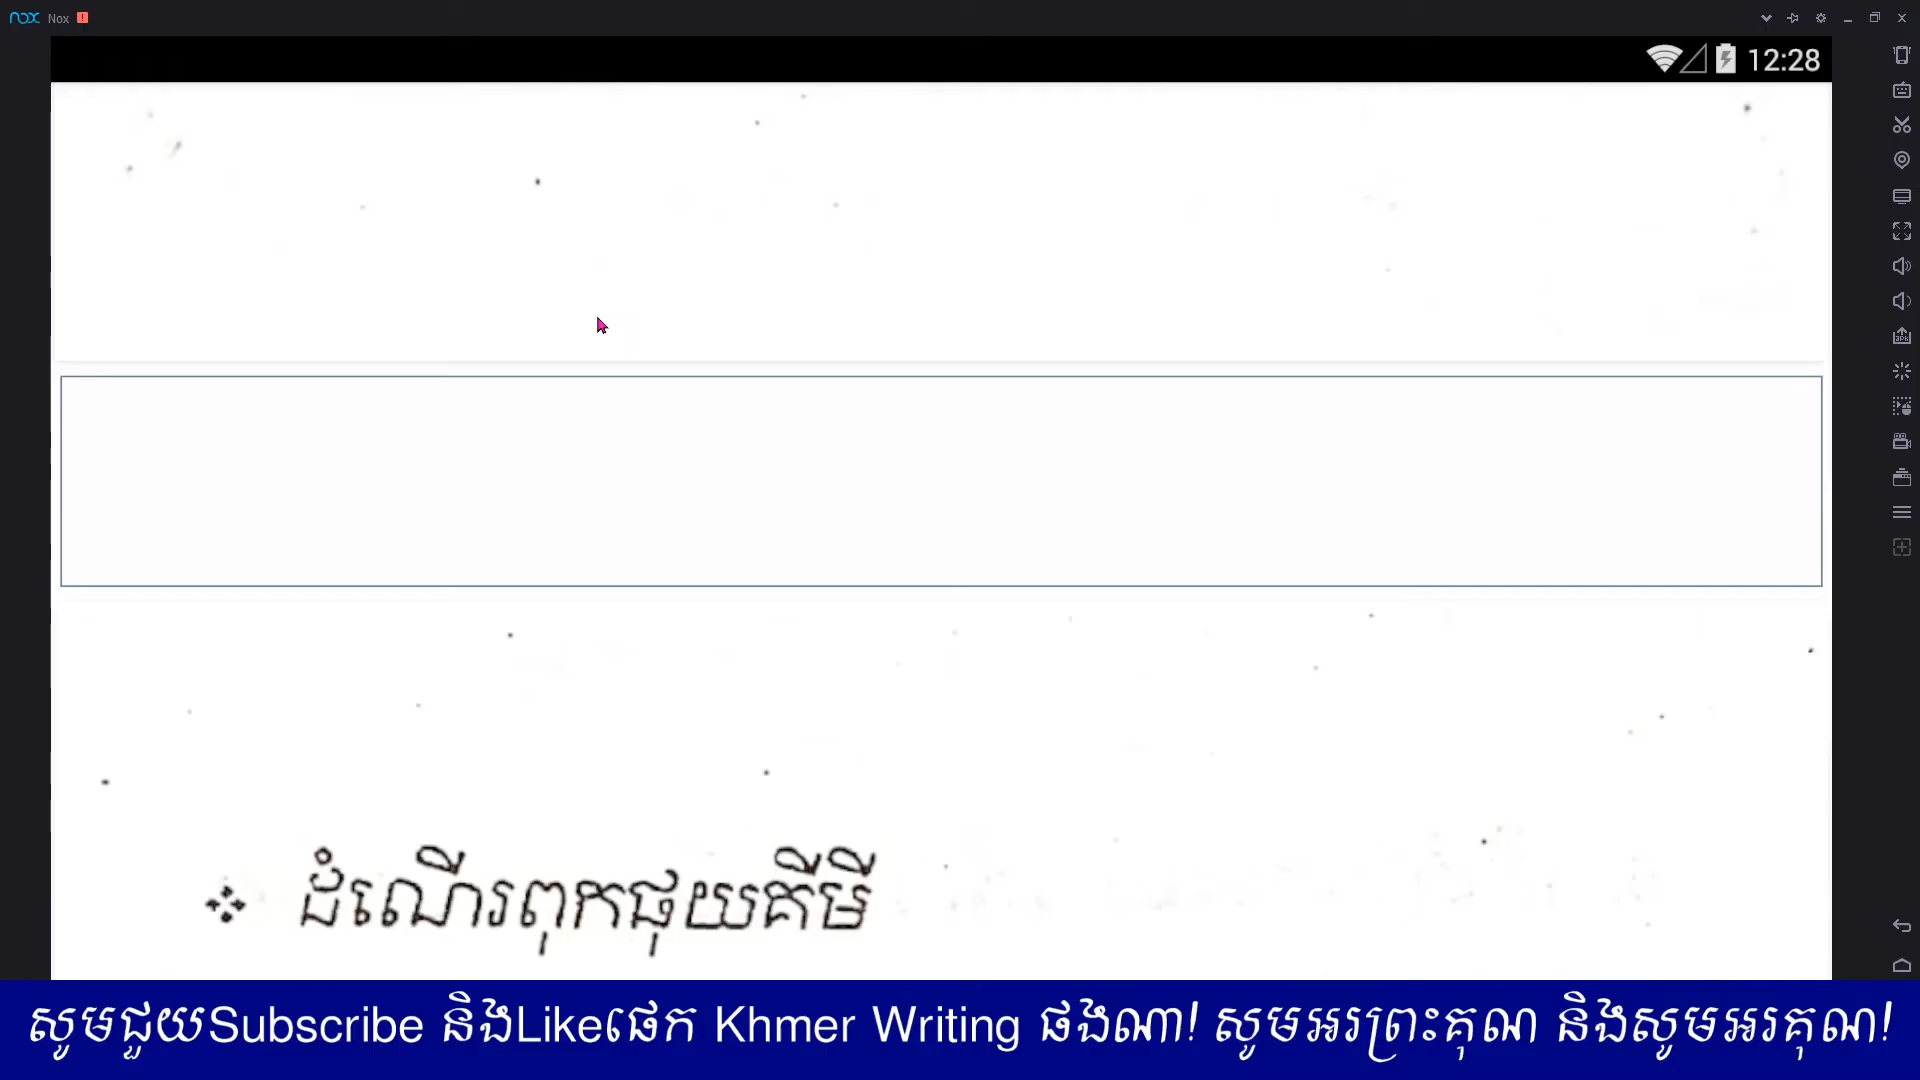 nox Nox
12:28
❖ ដំណើរពុកផុយគីមី
សូមជួយSubscribe និងLikeផេក Khmer Writing ផងណា! សូមអរព្រះគុណ និងសូមអរគុណ!